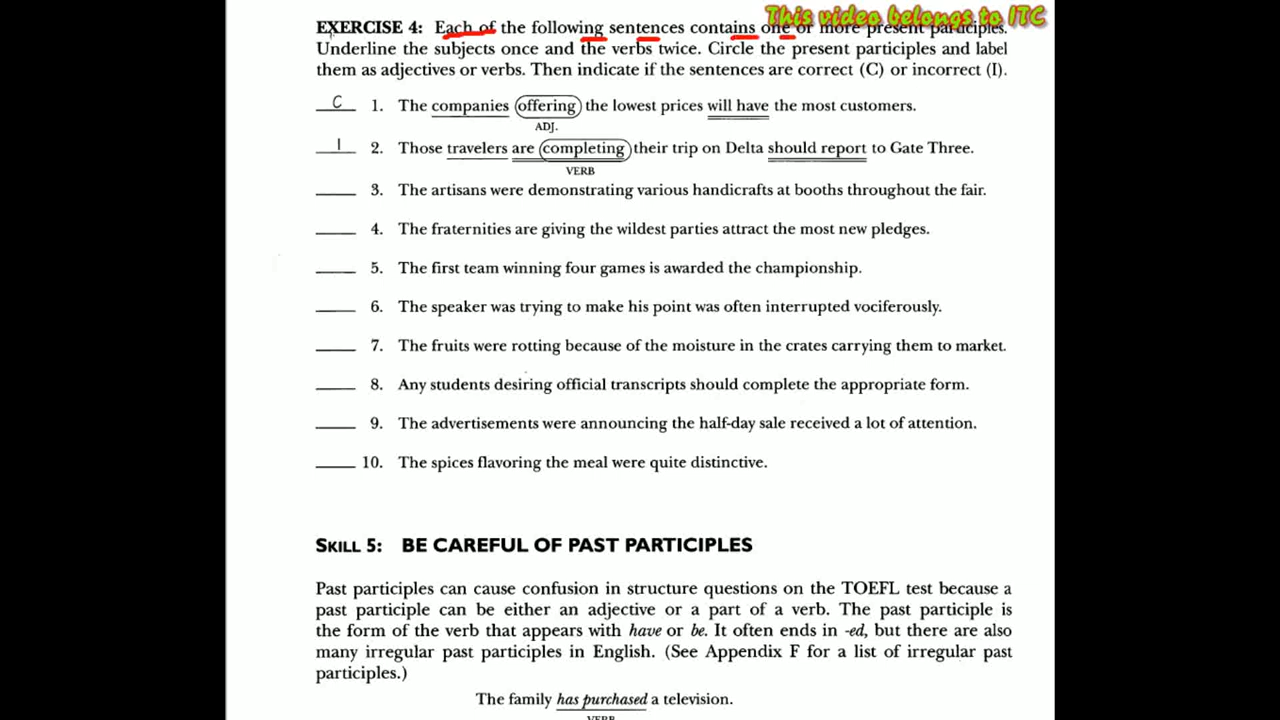 This video belongs to ITC
EXERCISE 4: Each of the following sentences contains one or more present participles.
Underline the subjects once and the verbs twice. Circle the present participles and label
them as adjectives or verbs. Then indicate if the sentences are correct (C) or incorrect (I).
C 1. The companies offering the lowest prices will have the most customers.
ADJ.
I 2. Those travelers are completing their trip on Delta should report to Gate Three.
VERB
____ 3. The artisans were demonstrating various handicrafts at booths throughout the fair.
____ 4. The fraternities are giving the wildest parties attract the most new pledges.
____ 5. The first team winning four games is awarded the championship.
____ 6. The speaker was trying to make his point was often interrupted vociferously.
____ 7. The fruits were rotting because of the moisture in the crates carrying them to market.
____ 8. Any students desiring official transcripts should complete the appropriate form.
____ 9. The advertisements were announcing the half-day sale received a lot of attention.
____ 10. The spices flavoring the meal were quite distinctive.
SKILL 5: BE CAREFUL OF PAST PARTICIPLES
Past participles can cause confusion in structure questions on the TOEFL test because a
past participle can be either an adjective or a part of a verb. The past participle is
the form of the verb that appears with have or be. It often ends in -ed, but there are also
many irregular past participles in English. (See Appendix F for a list of irregular past
participles.)
The family has purchased a television.
VERB